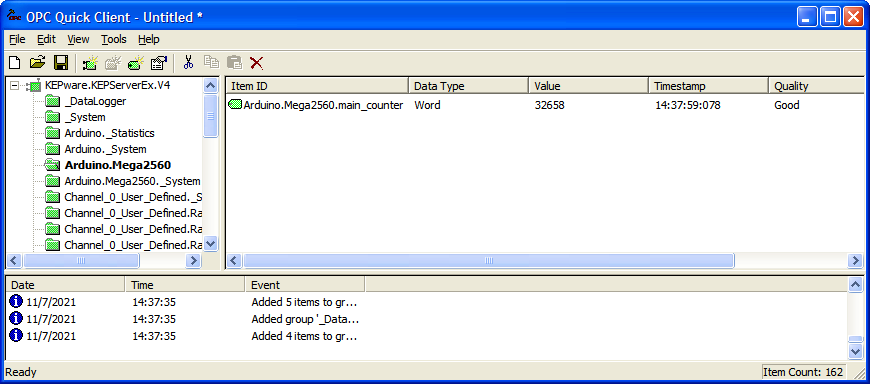 OPC Quick Client - Untitled *
File Edit View Tools Help
KEPware.KEPServerEx.V4
_DataLogger
_System
Arduino._Statistics
Arduino._System
Arduino.Mega2560
Arduino.Mega2560._System
Channel_0_User_Defined._S
Channel_0_User_Defined.Ra
Channel_0_User_Defined.Ra
Channel_0_User_Defined.Ra
Item ID Data Type Value Timestamp Quality
Arduino.Mega2560.main_counter Word 32658 14:37:59:078 Good
Date Time Event
11/7/2021 14:37:35 Added 5 items to gr...
11/7/2021 14:37:35 Added group '_Data...
11/7/2021 14:37:35 Added 4 items to gr...
Ready Item Count: 162